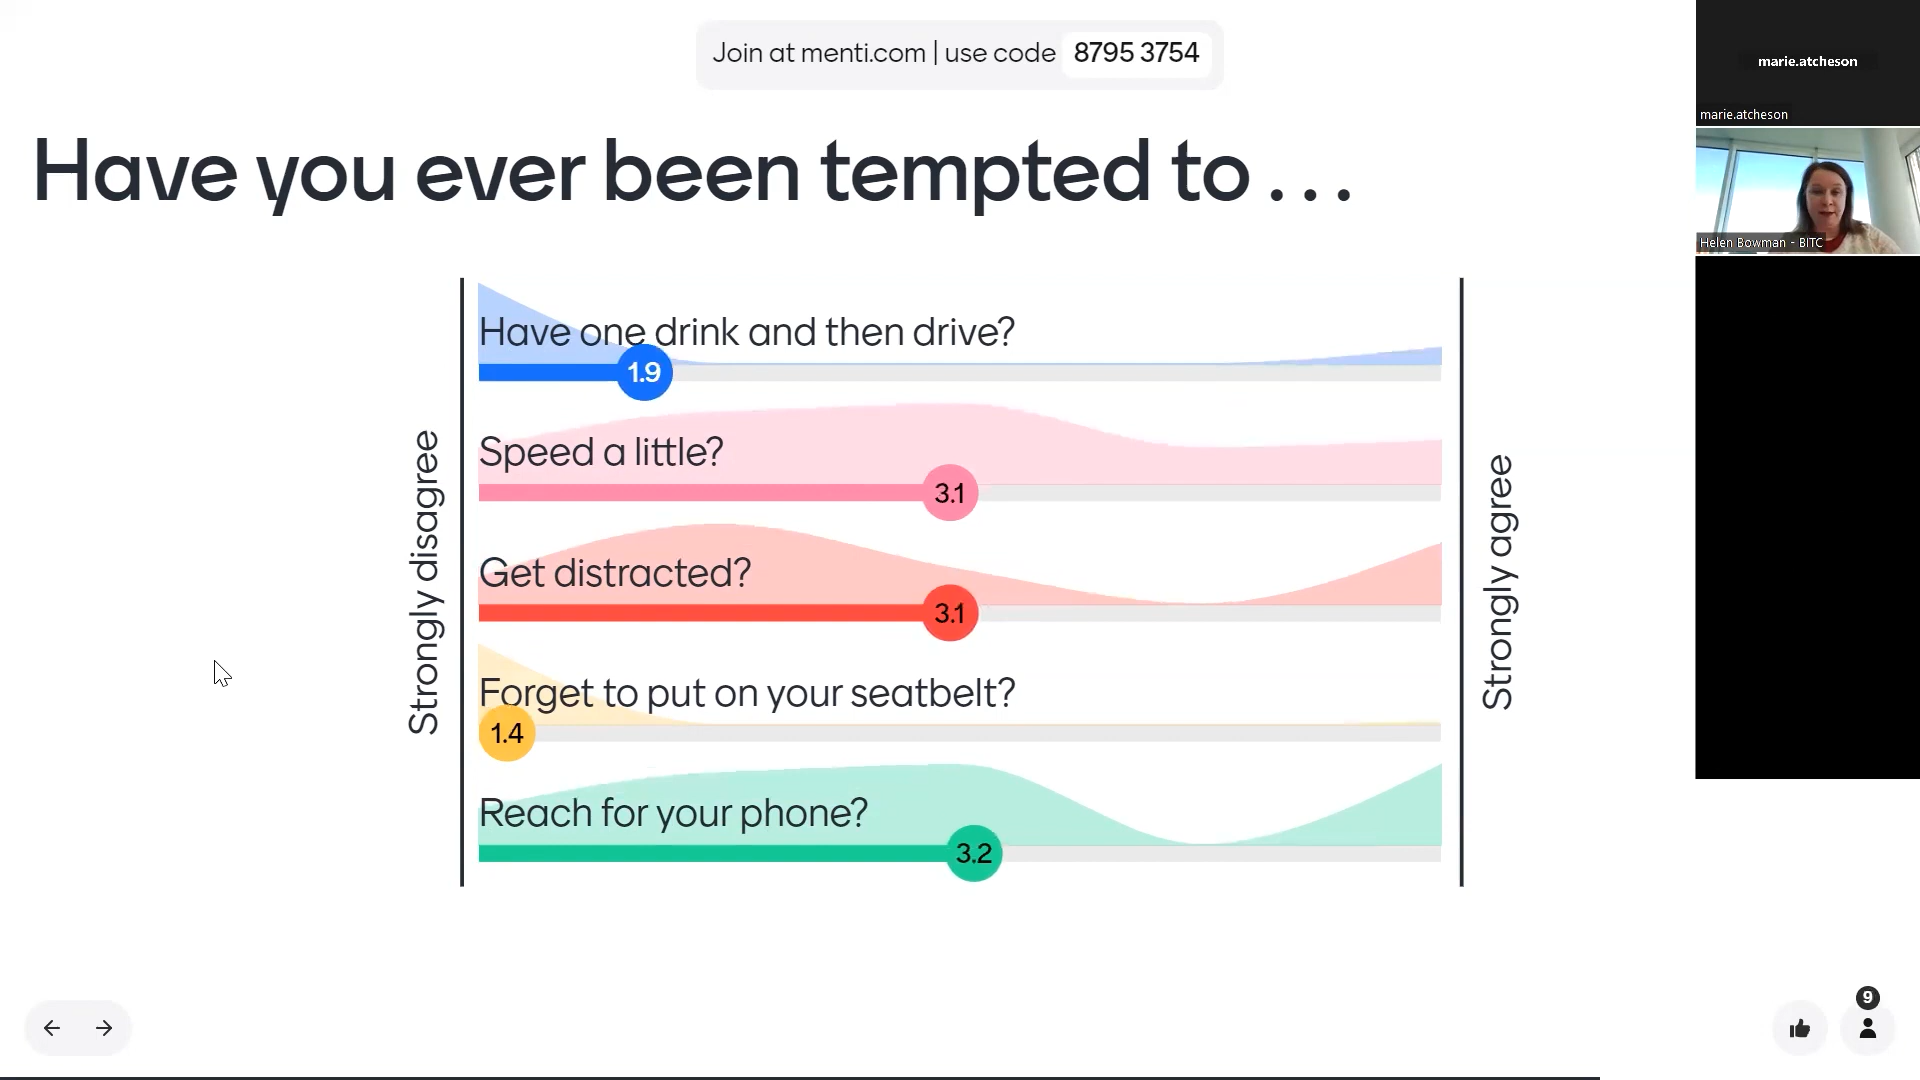 Join at menti.com | use code 8795 3754
marie.atcheson
marie.atcheson
Have you ever been tempted to . . .
Helen Bowman - BITC
Strongly disagree
Have one drink and then drive?
1.9
Speed a little?
3.1
Get distracted?
3.1
Forget to put on your seatbelt?
1.4
Reach for your phone?
3.2
Strongly agree
9